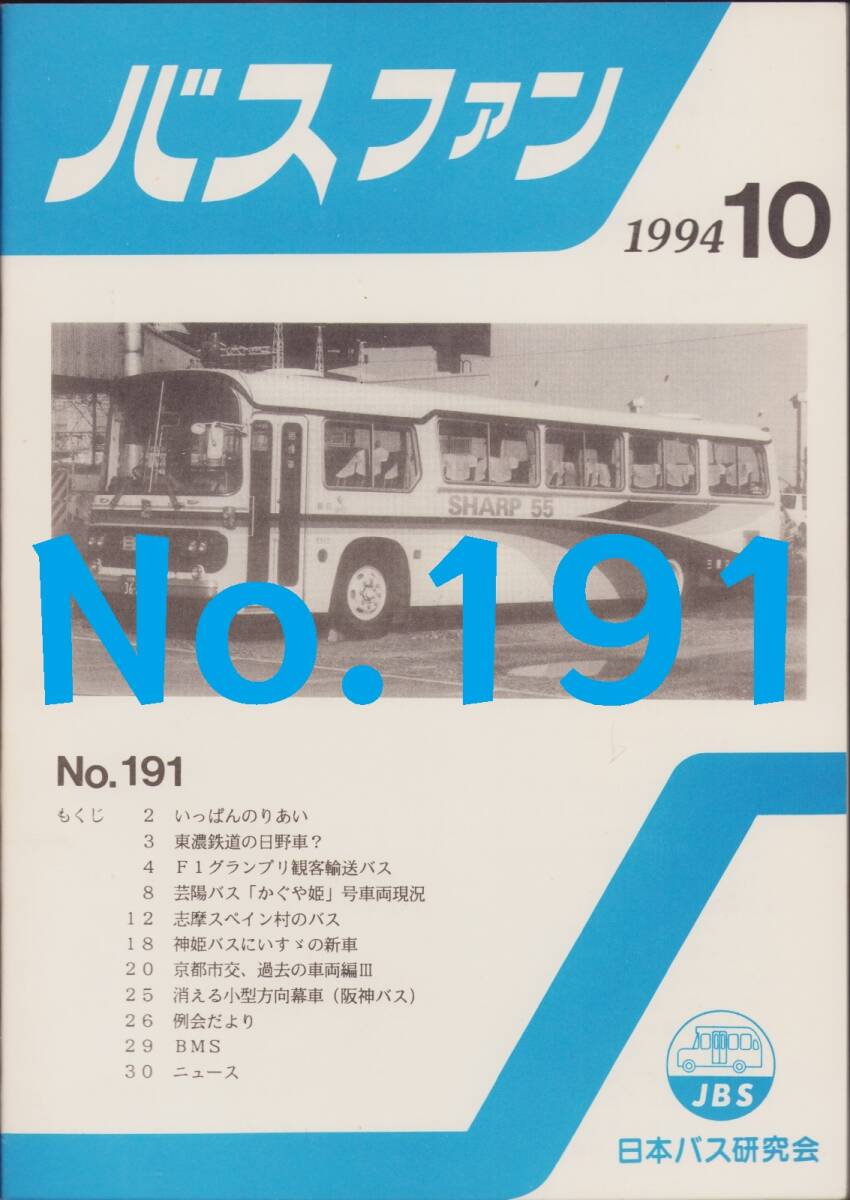 バスファン
1994 10
SHARP 55
No.191
No.191
もくじ 2 いっぱんのりあい
3 東濃鉄道の日野車？
4 F1グランプリ観客輸送バス
8 芸陽バス「かぐや姫」号車両現況
12 志摩スペイン村のバス
18 神姫バスにいすゞの新車
20 京都市交、過去の車両編Ⅲ
25 消える小型方向幕車（阪神バス）
26 例会だより
29 BMS
30 ニュース
JBS
日本バス研究会